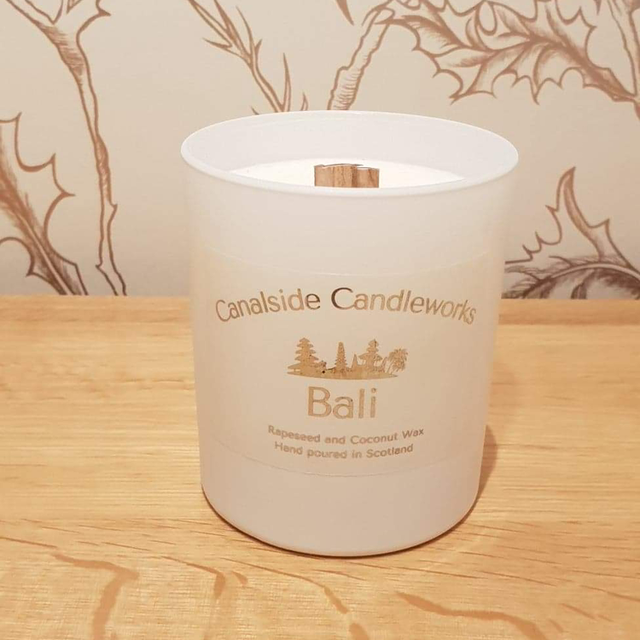 Canalside Candleworks
Bali
Rapeseed and Coconut Wax
Hand poured in Scotland